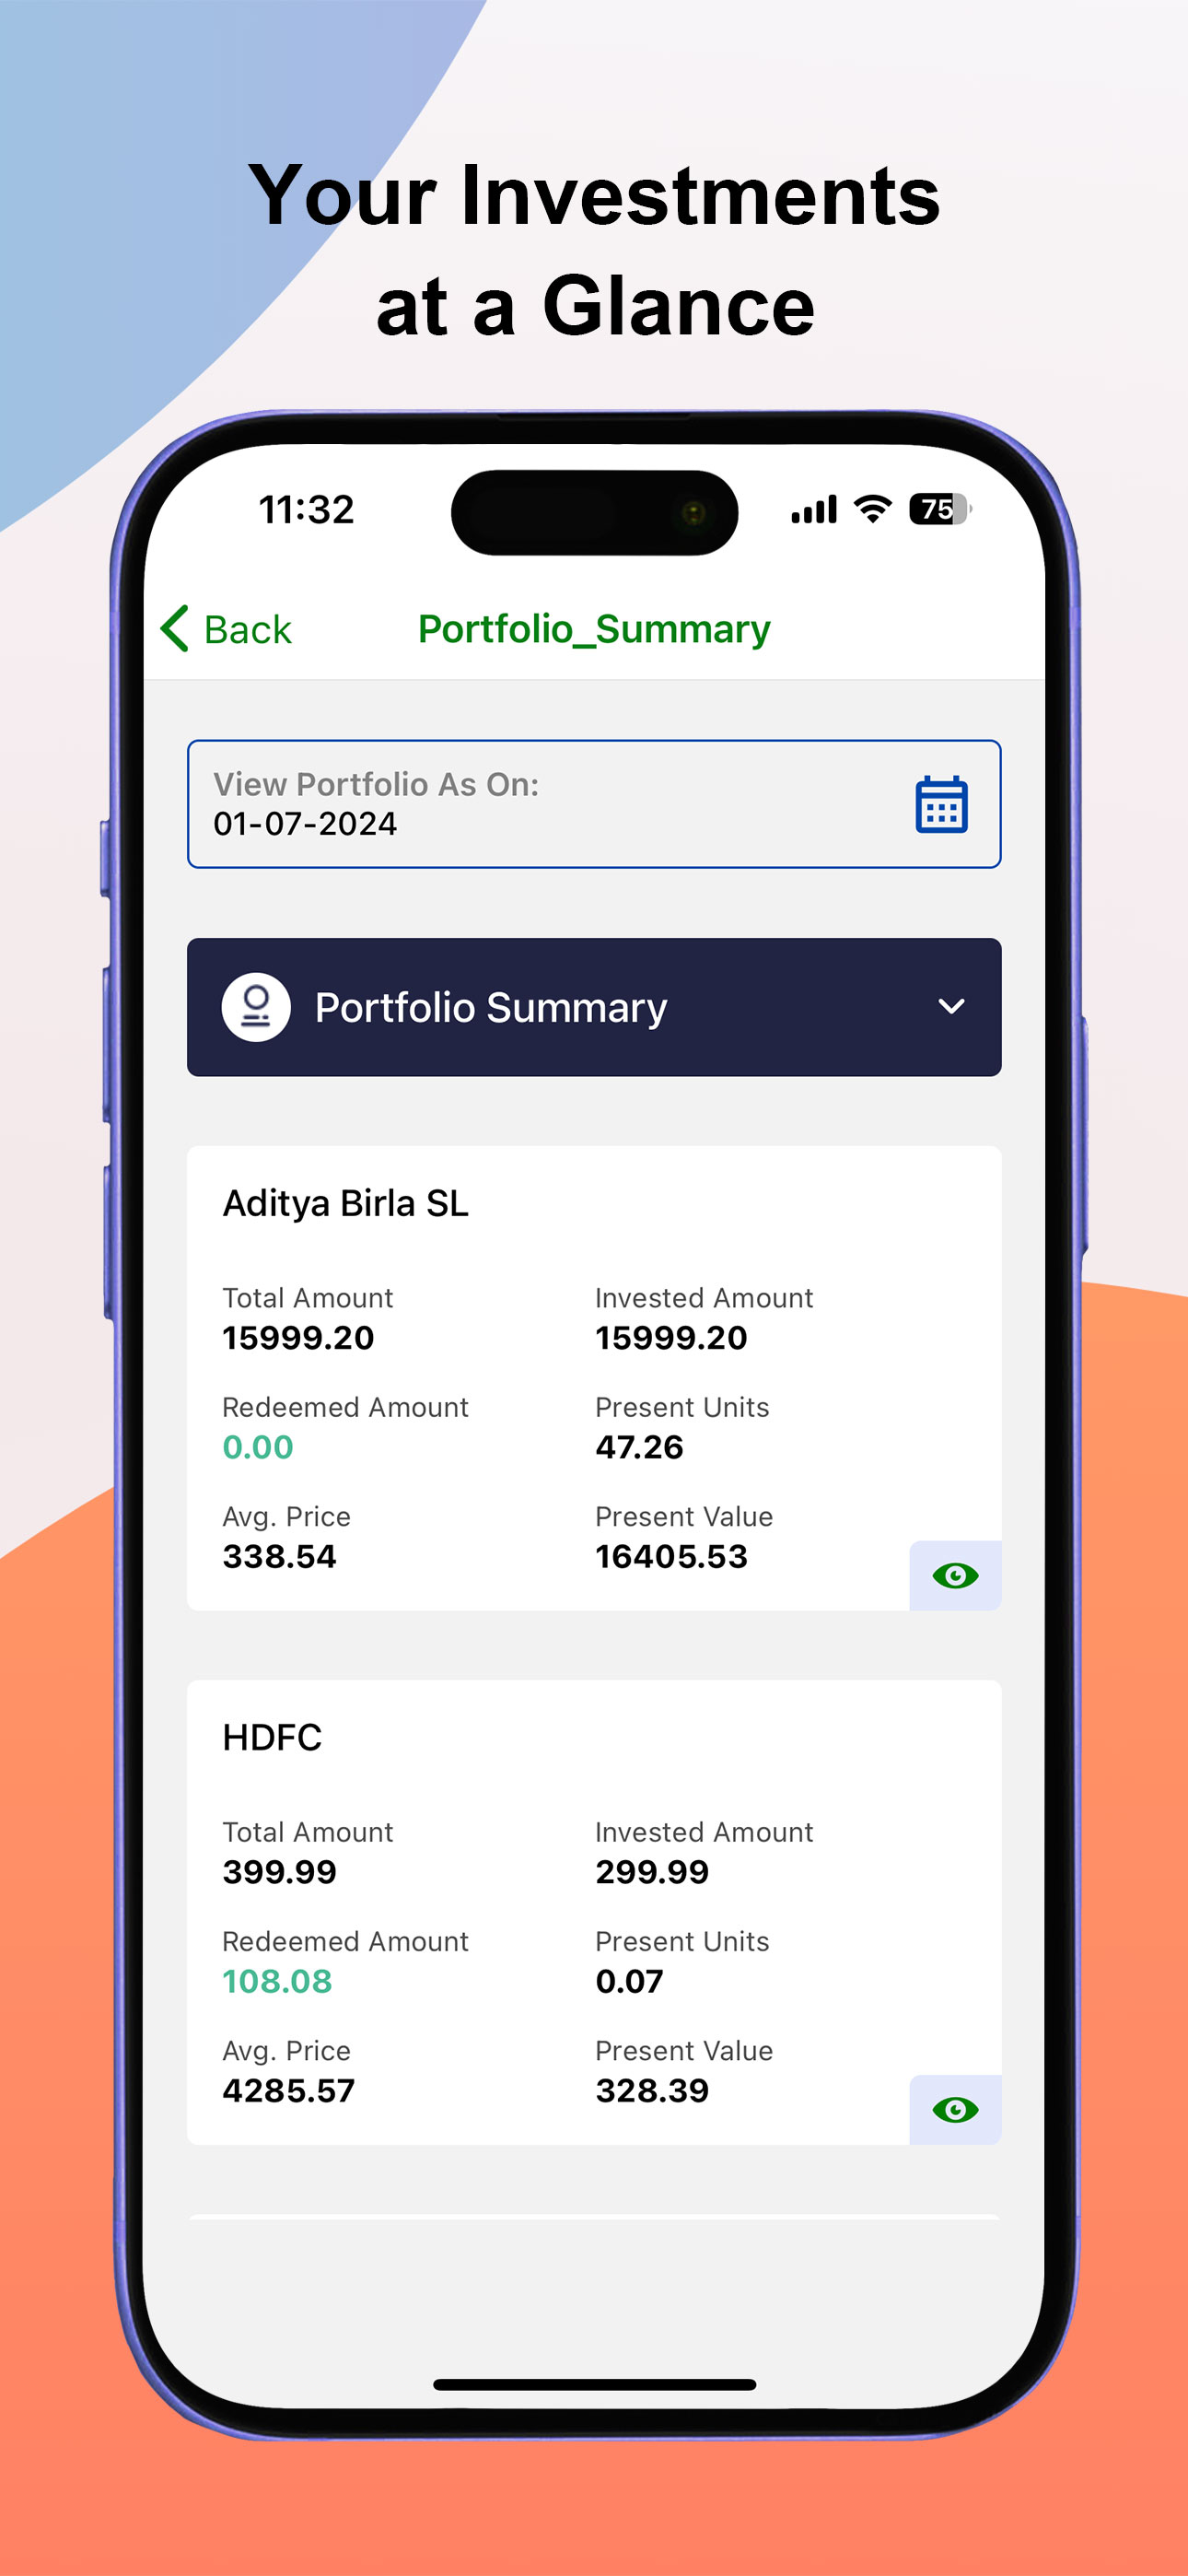 Your Investments
at a Glance
11:32
75
Back
Portfolio_Summary
View Portfolio As On:
01-07-2024
Portfolio Summary
Aditya Birla SL
Total Amount
Invested Amount
15999.20
15999.20
Redeemed Amount
Present Units
0.00
47.26
Avg. Price
Present Value
338.54
16405.53
HDFC
Total Amount
Invested Amount
399.99
299.99
Redeemed Amount
Present Units
108.08
0.07
Avg. Price
Present Value
4285.57
328.39